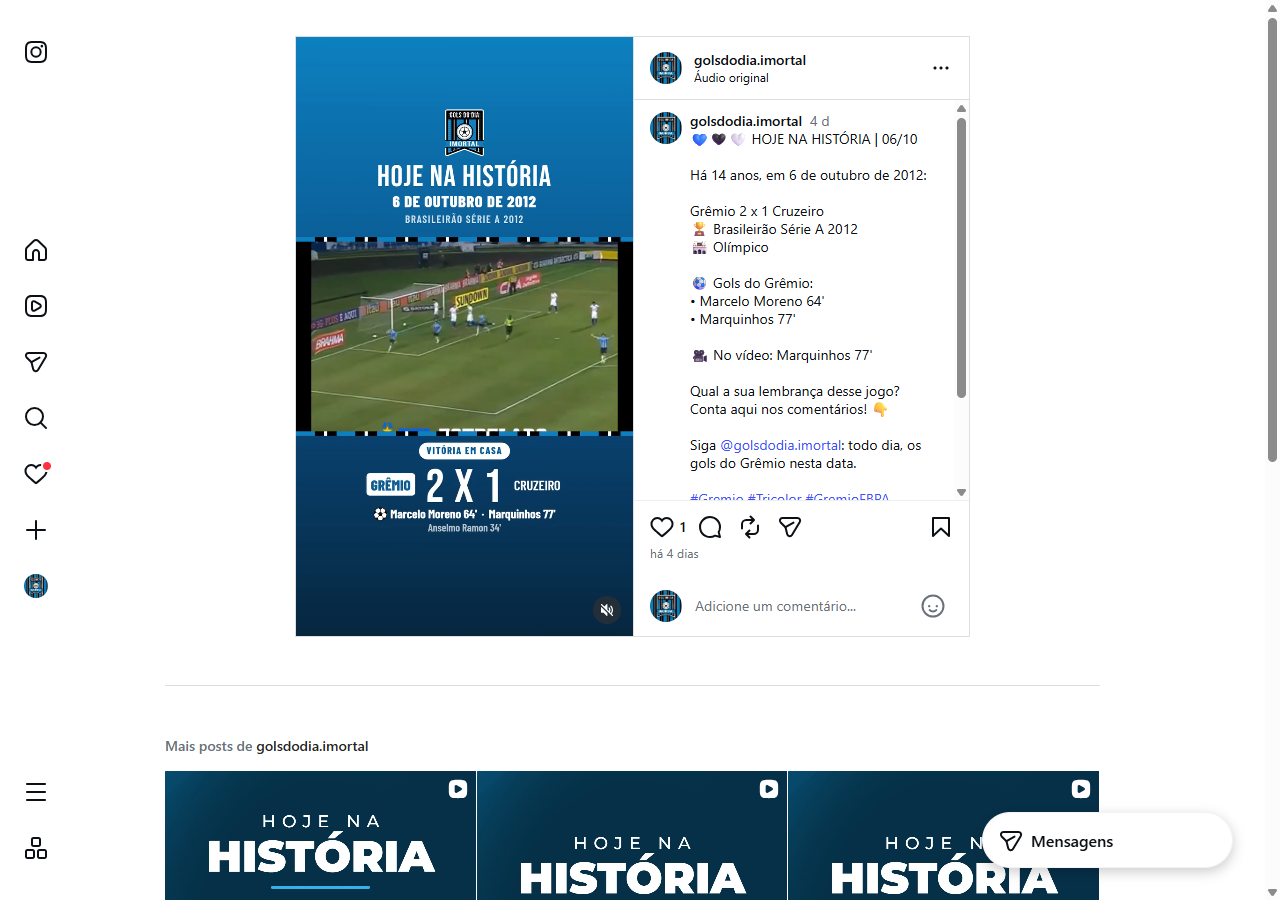 GOLS DO DIA
IMORTAL
HOJE NA HISTÓRIA
6 DE OUTUBRO DE 2012
BRASILEIRÃO SÉRIE A 2012
SUNDOWN
BRAHMA
VITÓRIA EM CASA
GRÊMIO 2 X 1 CRUZEIRO
⚽ Marcelo Moreno 64' · Marquinhos 77'
Anselmo Ramon 34'
golsdodia.imortal
Áudio original
golsdodia.imortal 4 d
💙🖤🤍 HOJE NA HISTÓRIA | 06/10
Há 14 anos, em 6 de outubro de 2012:
Grêmio 2 x 1 Cruzeiro
🏆 Brasileirão Série A 2012
🏟️ Olímpico
⚽ Gols do Grêmio:
• Marcelo Moreno 64'
• Marquinhos 77'
🎥 No vídeo: Marquinhos 77'
Qual a sua lembrança desse jogo?
Conta aqui nos comentários! 👇
Siga @golsdodia.imortal: todo dia, os
gols do Grêmio nesta data.
#Gremio #Tricolor #GremioFBPA
1
há 4 dias
Adicione um comentário...
Mais posts de golsdodia.imortal
HOJE NA
HISTÓRIA
HOJE NA
HISTÓRIA
HOJE N
HISTÓRIA
Mensagens